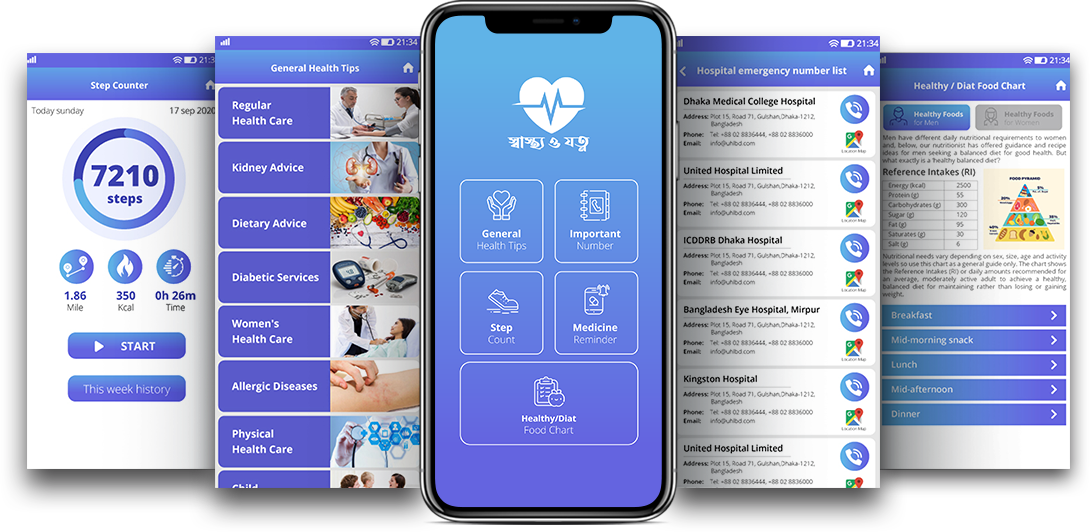 21:34
Step Counter
Today sunday
17 sep 2020
7210
steps
1.86
Mile
350
Kcal
0h 26m
Time
START
This week history
21:34
General Health Tips
Regular
Health Care
Kidney Advice
Dietary Advice
Diabetic Services
Women's
Health Care
Allergic Diseases
Physical
Health Care
Child
স্বাস্থ্য ও যত্ন
General
Health Tips
Important
Number
Step
Count
Medicine
Reminder
Healthy/Diat
Food Chart
21:34
Hospital emergency number list
Dhaka Medical College Hospital
Address: Plot 15, Road 71, Gulshan,Dhaka-1212,
Bangladesh
Phone: Tel: +88 02 8836444, +88 02 8836000
Email: info@uhlbd.com
Location Map
United Hospital Limited
Address: Plot 15, Road 71, Gulshan,Dhaka-1212,
Bangladesh
Phone: Tel: +88 02 8836444, +88 02 8836000
Email: info@uhlbd.com
Location Map
ICDDRB Dhaka Hospital
Address: Plot 15, Road 71, Gulshan,Dhaka-1212,
Bangladesh
Phone: Tel: +88 02 8836444, +88 02 8836000
Email: info@uhlbd.com
Location Map
Bangladesh Eye Hospital, Mirpur
Address: Plot 15, Road 71, Gulshan,Dhaka-1212,
Bangladesh
Phone: Tel: +88 02 8836444, +88 02 8836000
Email: info@uhlbd.com
Location Map
Kingston Hospital
Address: Plot 15, Road 71, Gulshan,Dhaka-1212,
Bangladesh
Phone: Tel: +88 02 8836444, +88 02 8836000
Email: info@uhlbd.com
Location Map
United Hospital Limited
Address: Plot 15, Road 71, Gulshan,Dhaka-1212,
Bangladesh
Phone: Tel: +88 02 8836444, +88 02 8836000
21:34
Healthy / Diat Food Chart
Healthy Foods
for Men
Healthy Foods
for Women
Men have different daily nutritional requirements to women
and, below, our nutritionist has offered guidance and recipe
ideas for men seeking a balanced diet for good health. But
what exactly is a 'healthy balanced diet'?
Reference Intakes (RI)
Energy (kcal) 2500
Protein (g) 55
Carbohydrates (g) 300
Sugar (g) 120
Fat (g) 95
Saturates (g) 30
Salt (g) 6
FOOD PYRAMID
Nutritional needs vary depending on sex, size, age and activity
levels so use this chart as a general guide only. The chart shows
the Reference Intakes (RI) or daily amounts recommended for
an average, moderately active adult to achieve a healthy,
balanced diet for maintaining rather than losing or gaining
weight.
Breakfast
Mid-morning snack
Lunch
Mid-afternoon
Dinner